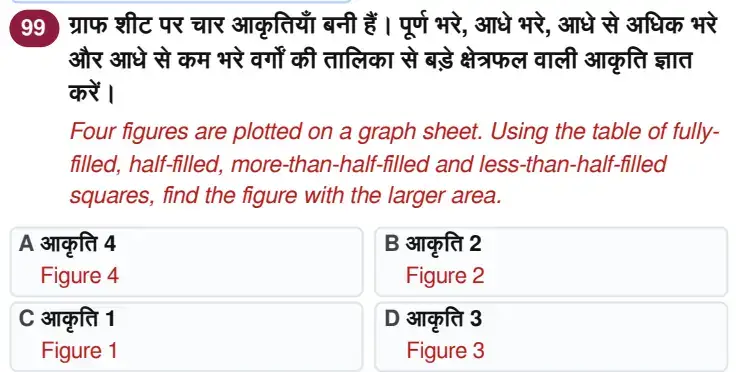 99 ग्राफ शीट पर चार आकृतियाँ बनी हैं। पूर्ण भरे, आधे भरे, आधे से अधिक भरे
और आधे से कम भरे वर्गों की तालिका से बड़े क्षेत्रफल वाली आकृति ज्ञात
करें।
Four figures are plotted on a graph sheet. Using the table of fully-
filled, half-filled, more-than-half-filled and less-than-half-filled
squares, find the figure with the larger area.
A आकृति 4
Figure 4
B आकृति 2
Figure 2
C आकृति 1
Figure 1
D आकृति 3
Figure 3